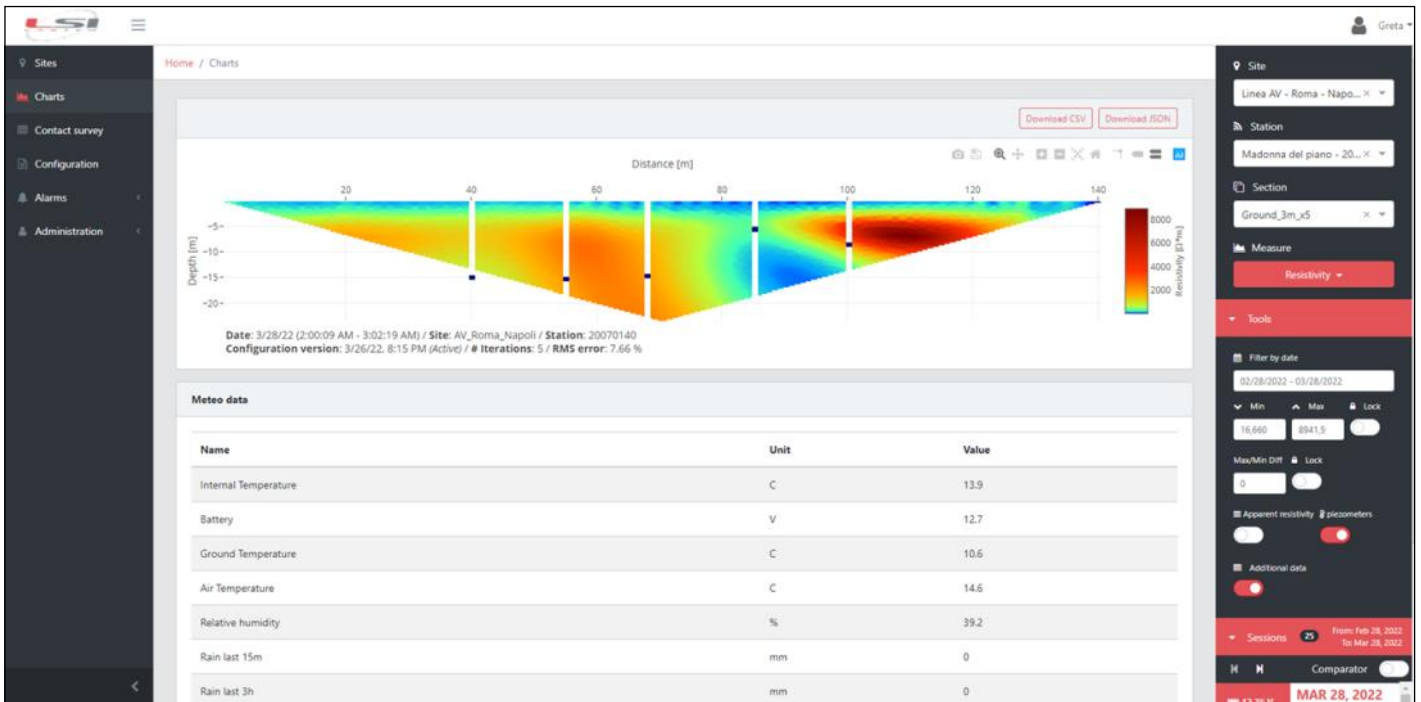 LSI
Greta
Sites
Charts
Contact survey
Configuration
Alarms
Administration
Home / Charts
Download CSV
Download JSON
Distance [m]
20 40 60 80 100 120 140
−5
−10
−15
−20
Depth [m]
8000
6000
4000
2000
Resistivity [Ω*m]
Date: 3/28/22 (2:00:09 AM - 3:02:19 AM) / Site: AV_Roma_Napoli / Station: 20070140
Configuration version: 3/26/22, 8:15 PM (Active) / # Iterations: 5 / RMS error: 7.66 %
Meteo data
Name Unit Value
Internal Temperature C 13.9
Battery V 12.7
Ground Temperature C 10.6
Air Temperature C 14.6
Relative humidity % 39.2
Rain last 15m mm 0
Rain last 3h mm 0
Site
Linea AV - Roma - Napo... ×
Station
Madonna del piano - 20... ×
Section
Ground_3m_x5 ×
Measure
Resistivity
Tools
Filter by date
02/28/2022 - 03/28/2022
Min Max Lock
16,660 8941,5
Max/Min Diff Lock
0
Apparent resistivity piezometers
Additional data
Sessions 25 From: Feb 28, 2022
To: Mar 28, 2022
Comparator
MAR 28, 2022